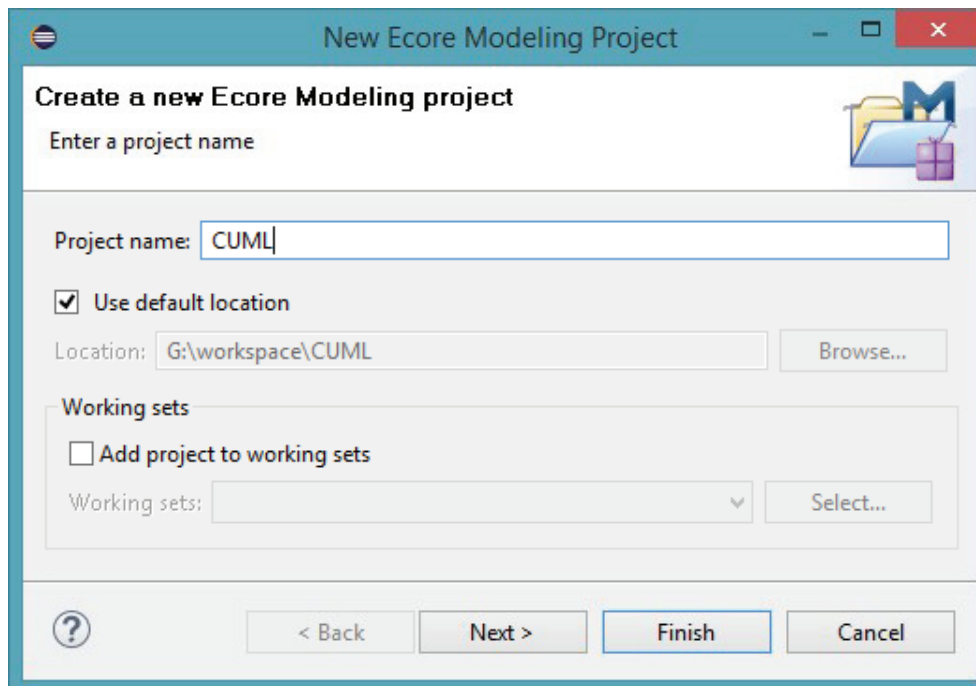 New Ecore Modeling Project
Create a new Ecore Modeling project
Enter a project name
Project name: CUML
Use default location
Location: G:\workspace\CUML Browse...
Working sets
Add project to working sets
Working sets: Select...
? < Back Next > Finish Cancel